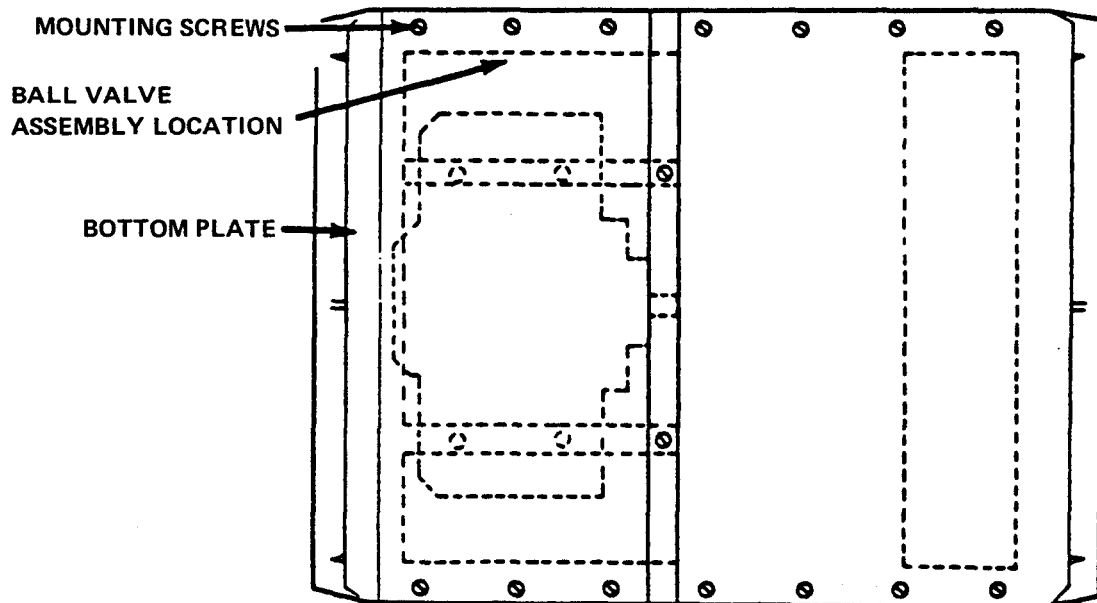 MOUNTING SCREWS
BALL VALVE
ASSEMBLY LOCATION
BOTTOM PLATE